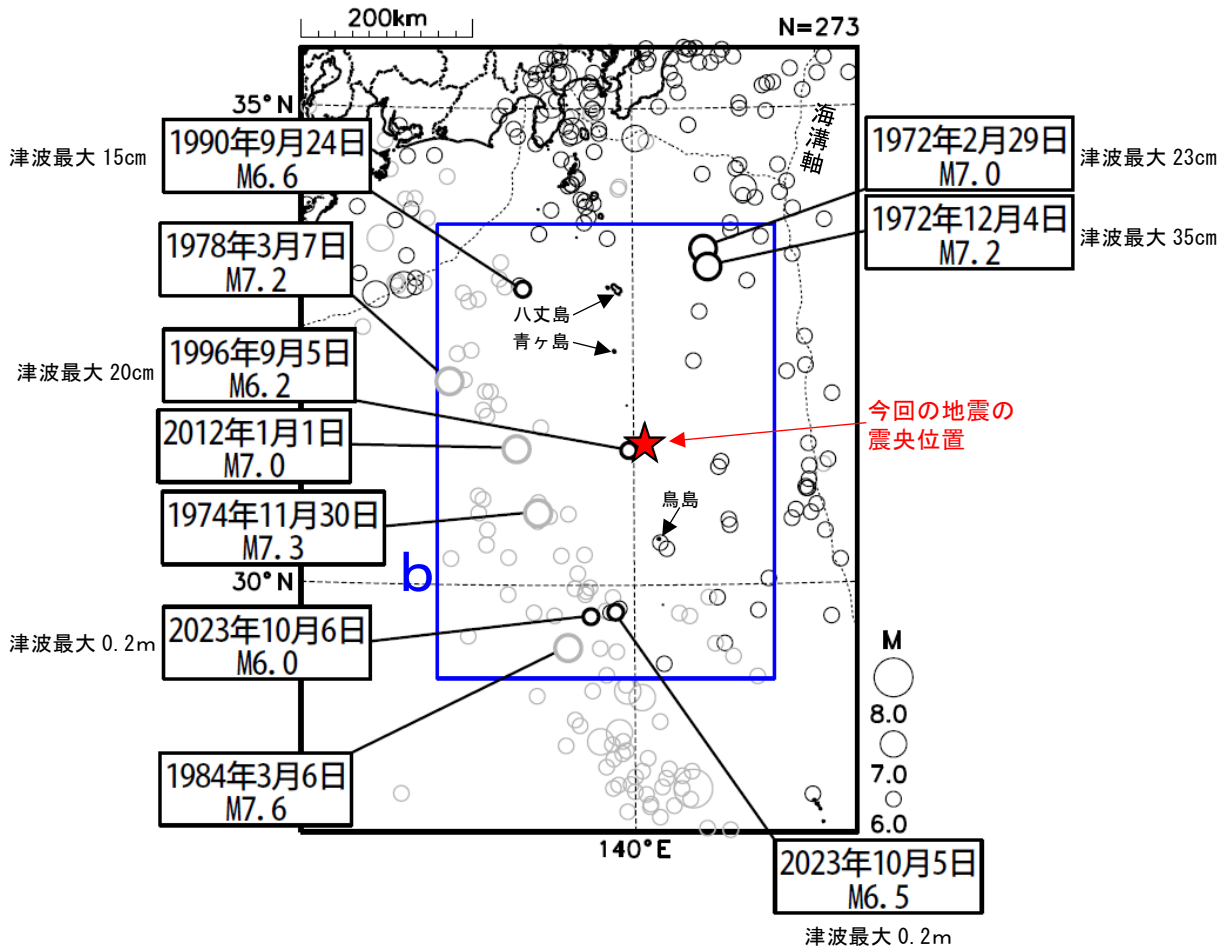 200km
N=273
35°N
海溝軸
1990年9月24日
M6.6
津波最大 15cm
1972年2月29日
M7.0
津波最大 23cm
1972年12月4日
M7.2
津波最大 35cm
1978年3月7日
M7.2
八丈島
青ヶ島
1996年9月5日
M6.2
津波最大 20cm
今回の地震の
震央位置
2012年1月1日
M7.0
1974年11月30日
M7.3
鳥島
b
30°N
2023年10月6日
M6.0
津波最大 0.2m
M
8.0
7.0
6.0
1984年3月6日
M7.6
140°E
2023年10月5日
M6.5
津波最大 0.2m